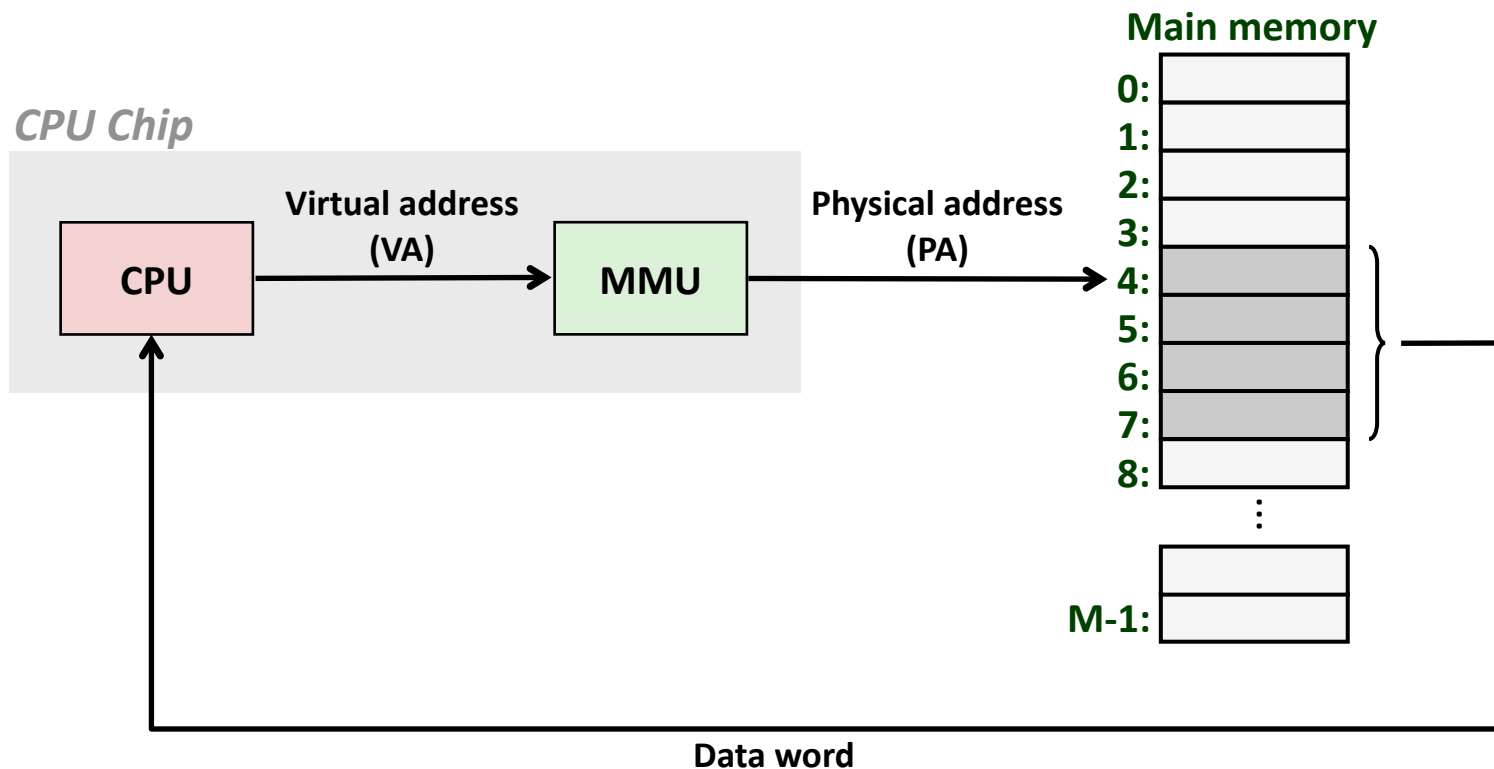 Main memory
CPU Chip
Virtual address
(VA)
Physical address
(PA)
CPU
MMU
0:
1:
2:
3:
4:
5:
6:
7:
8:
⋮
M-1:
Data word